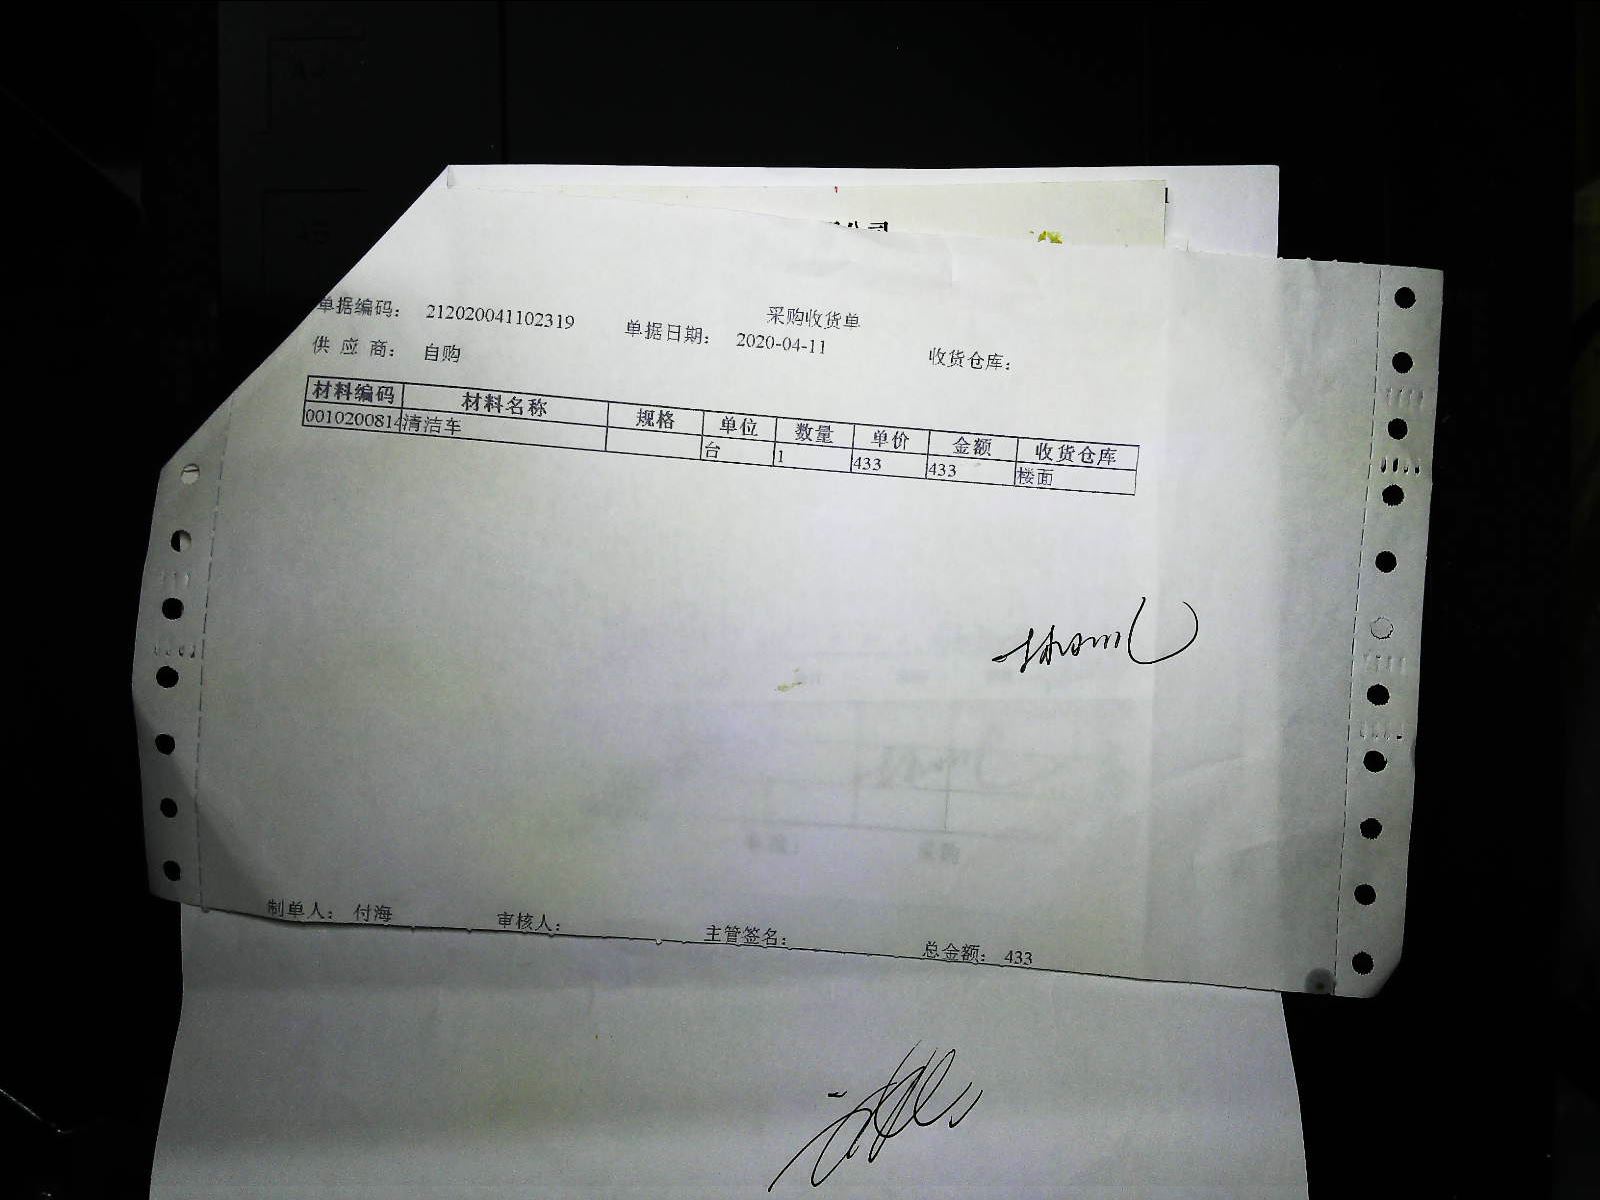 公司
采购收货单
单据编码： 212020041102319 单据日期： 2020-04-11 收货仓库：
供 应 商： 自购
材料编码 材料名称 规格 单位 数量 单价 金额 收货仓库
0010200814 清洁车 台 1 433 433 楼面
制单人： 付海 审核人： 主管签名： 总金额： 433